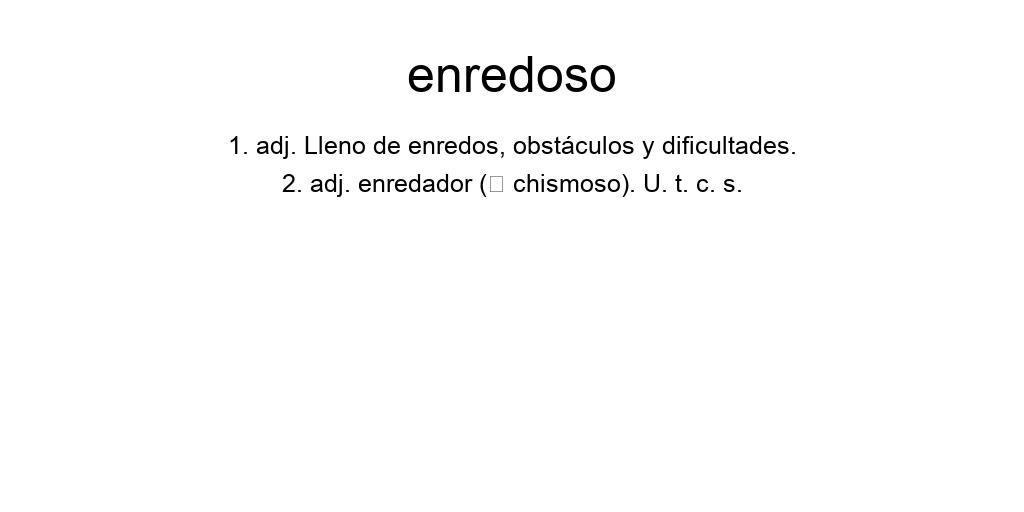 enredoso
1. adj. Lleno de enredos, obstáculos y dificultades.
2. adj. enredador (□ chismoso). U. t. c. s.